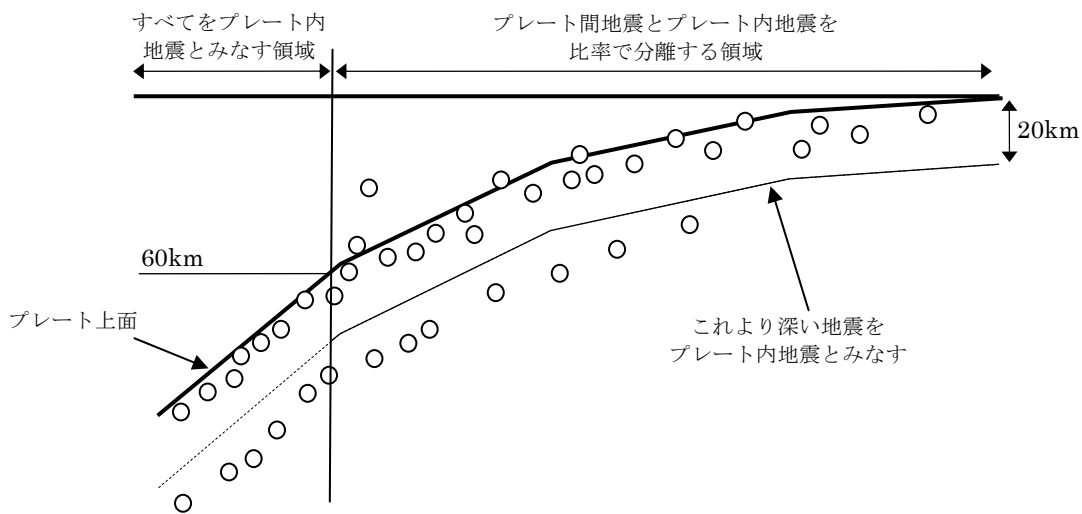 すべてをプレート内
地震とみなす領域
プレート間地震とプレート内地震を
比率で分離する領域
20km
60km
プレート上面
これより深い地震を
プレート内地震とみなす